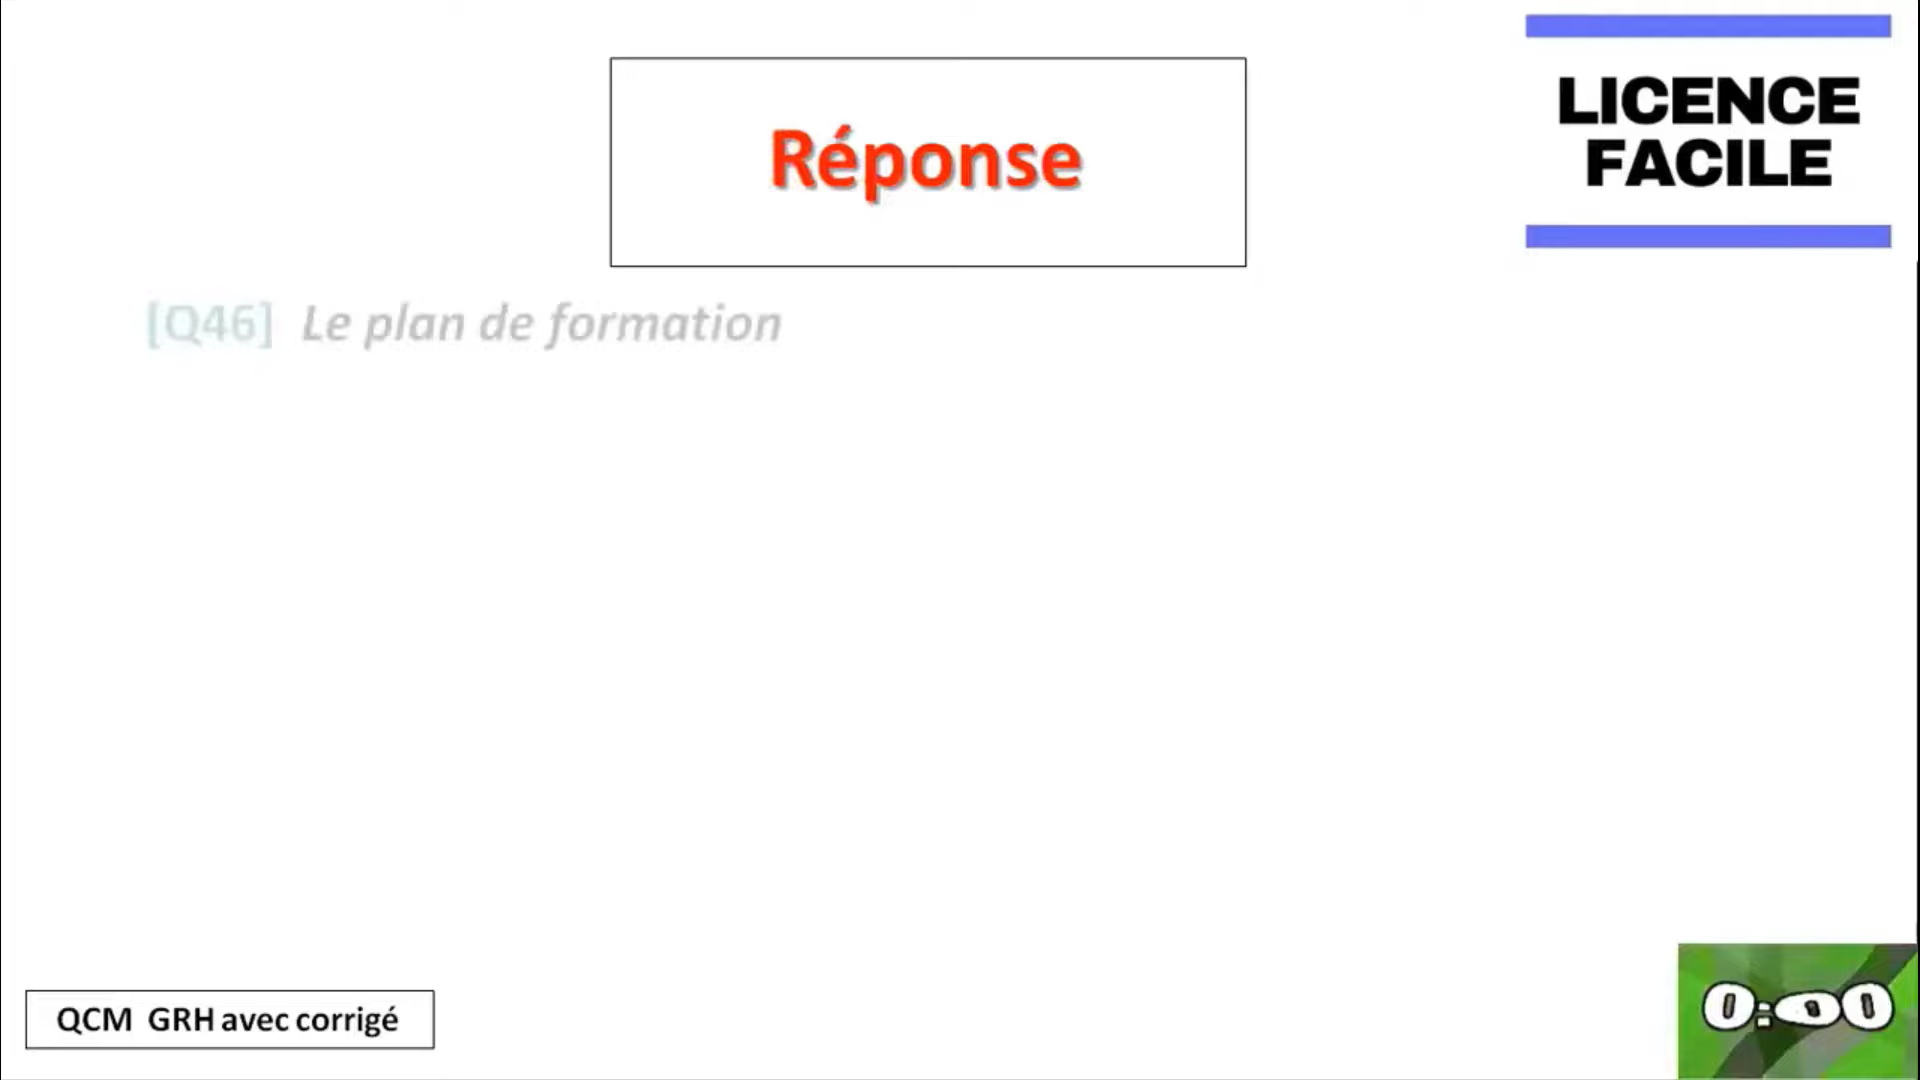 Réponse
LICENCE
FACILE
[Q46] Le plan de formation
QCM GRH avec corrigé
0:00